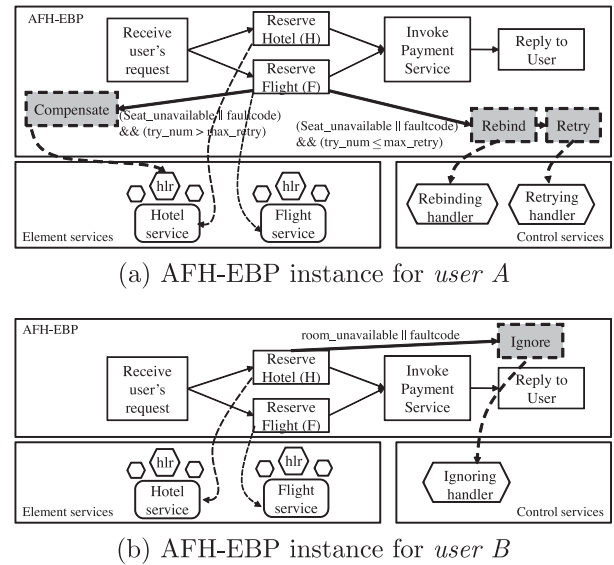 AFH-EBP
Receive
user's
request
Reserve
Hotel (H)
Reserve
Flight (F)
Invoke
Payment
Service
Reply to
User
Compensate
(Seat_unavailable || faultcode)
&& (try_num > max_retry)
(Seat_unavailable || faultcode)
&& (try_num ≤ max_retry)
Rebind
Retry
hlr
Hotel
service
hlr
Flight
service
Element services
Rebinding
handler
Retrying
handler
Control services
(a) AFH-EBP instance for user A
AFH-EBP
room_unavailable || faultcode
Ignore
Receive
user's
request
Reserve
Hotel (H)
Reserve
Flight (F)
Invoke
Payment
Service
Reply to
User
hlr
Hotel
service
hlr
Flight
service
Element services
Ignoring
handler
Control services
(b) AFH-EBP instance for user B